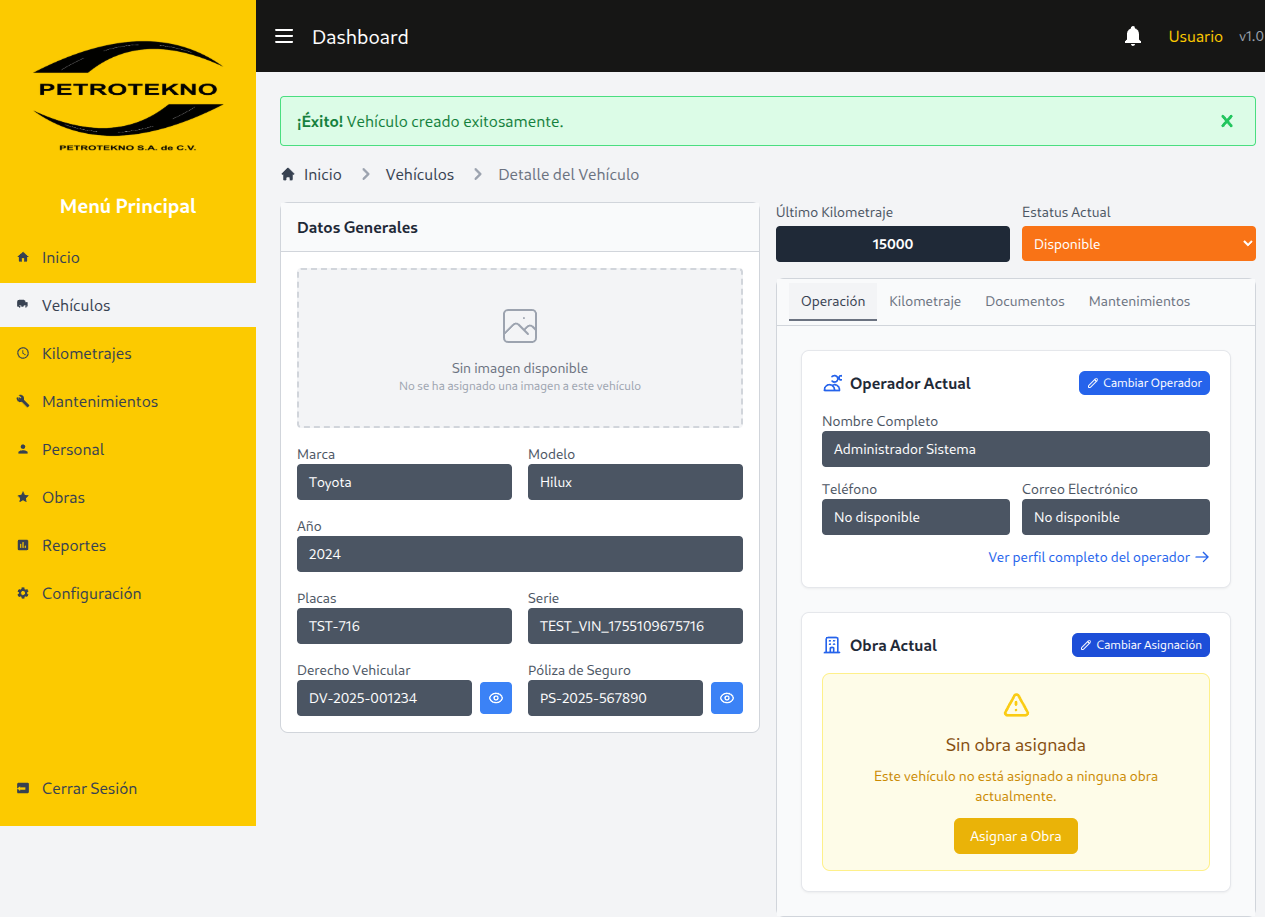 PETROTEKNO
PETROTEKNO S.A. de C.V.
Menú Principal
Inicio
Vehículos
Kilometrajes
Mantenimientos
Personal
Obras
Reportes
Configuración
Cerrar Sesión
Dashboard
Usuario
v1.0
¡Éxito! Vehículo creado exitosamente.
Inicio
Vehículos
Detalle del Vehículo
Datos Generales
Sin imagen disponible
No se ha asignado una imagen a este vehículo
Marca
Modelo
Toyota
Hilux
Año
2024
Placas
Serie
TST-716
TEST_VIN_1755109675716
Derecho Vehicular
Póliza de Seguro
DV-2025-001234
PS-2025-567890
Último Kilometraje
Estatus Actual
15000
Disponible
Operación
Kilometraje
Documentos
Mantenimientos
Operador Actual
Cambiar Operador
Nombre Completo
Administrador Sistema
Teléfono
Correo Electrónico
No disponible
No disponible
Ver perfil completo del operador
Obra Actual
Cambiar Asignación
Sin obra asignada
Este vehículo no está asignado a ninguna obra
actualmente.
Asignar a Obra